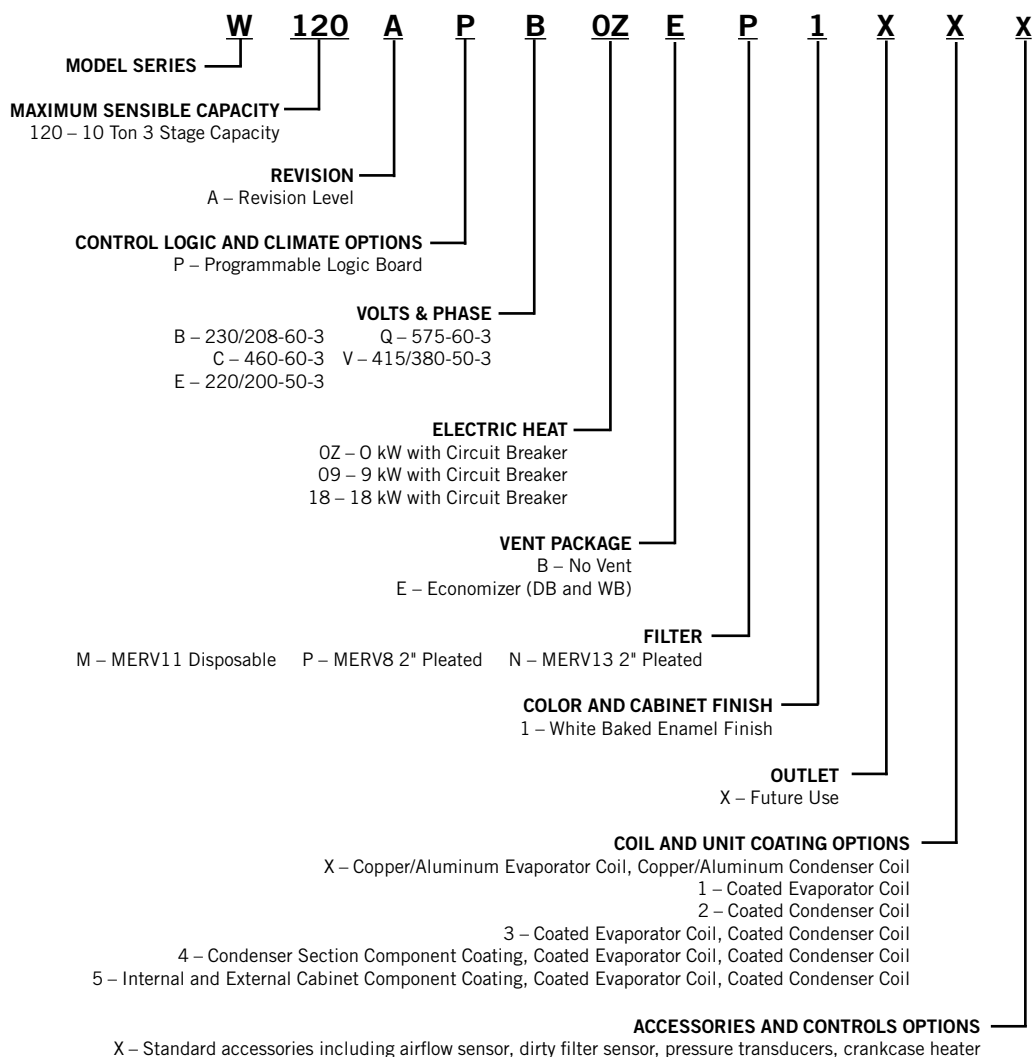 W 120 A P B 0Z E P 1 X X X
MODEL SERIES
MAXIMUM SENSIBLE CAPACITY
120 – 10 Ton 3 Stage Capacity
REVISION
A – Revision Level
CONTROL LOGIC AND CLIMATE OPTIONS
P – Programmable Logic Board
VOLTS & PHASE
B – 230/208-60-3 Q – 575-60-3
C – 460-60-3 V – 415/380-50-3
E – 220/200-50-3
ELECTRIC HEAT
0Z – O kW with Circuit Breaker
09 – 9 kW with Circuit Breaker
18 – 18 kW with Circuit Breaker
VENT PACKAGE
B – No Vent
E – Economizer (DB and WB)
FILTER
M – MERV11 Disposable P – MERV8 2" Pleated N – MERV13 2" Pleated
COLOR AND CABINET FINISH
1 – White Baked Enamel Finish
OUTLET
X – Future Use
COIL AND UNIT COATING OPTIONS
X – Copper/Aluminum Evaporator Coil, Copper/Aluminum Condenser Coil
1 – Coated Evaporator Coil
2 – Coated Condenser Coil
3 – Coated Evaporator Coil, Coated Condenser Coil
4 – Condenser Section Component Coating, Coated Evaporator Coil, Coated Condenser Coil
5 – Internal and External Cabinet Component Coating, Coated Evaporator Coil, Coated Condenser Coil
ACCESSORIES AND CONTROLS OPTIONS
X – Standard accessories including airflow sensor, dirty filter sensor, pressure transducers, crankcase heater